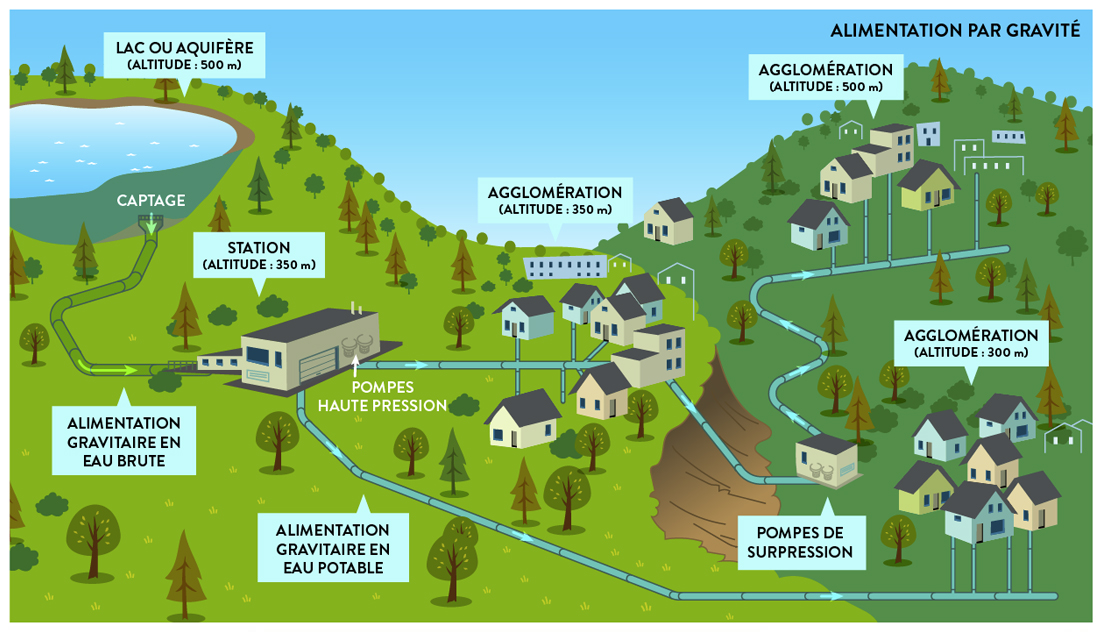 ALIMENTATION PAR GRAVITÉ
LAC OU AQUIFÈRE
(ALTITUDE : 500 m)
AGGLOMÉRATION
(ALTITUDE : 500 m)
CAPTAGE
AGGLOMÉRATION
(ALTITUDE : 350 m)
STATION
(ALTITUDE : 350 m)
AGGLOMÉRATION
(ALTITUDE : 300 m)
POMPES
HAUTE PRESSION
ALIMENTATION
GRAVITAIRE EN
EAU BRUTE
ALIMENTATION
GRAVITAIRE EN
EAU POTABLE
POMPES DE
SURPRESSION